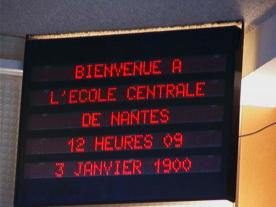 BIENVENUE A
L'ECOLE CENTRALE
DE NANTES
12 HEURES 09
3 JANVIER 1900